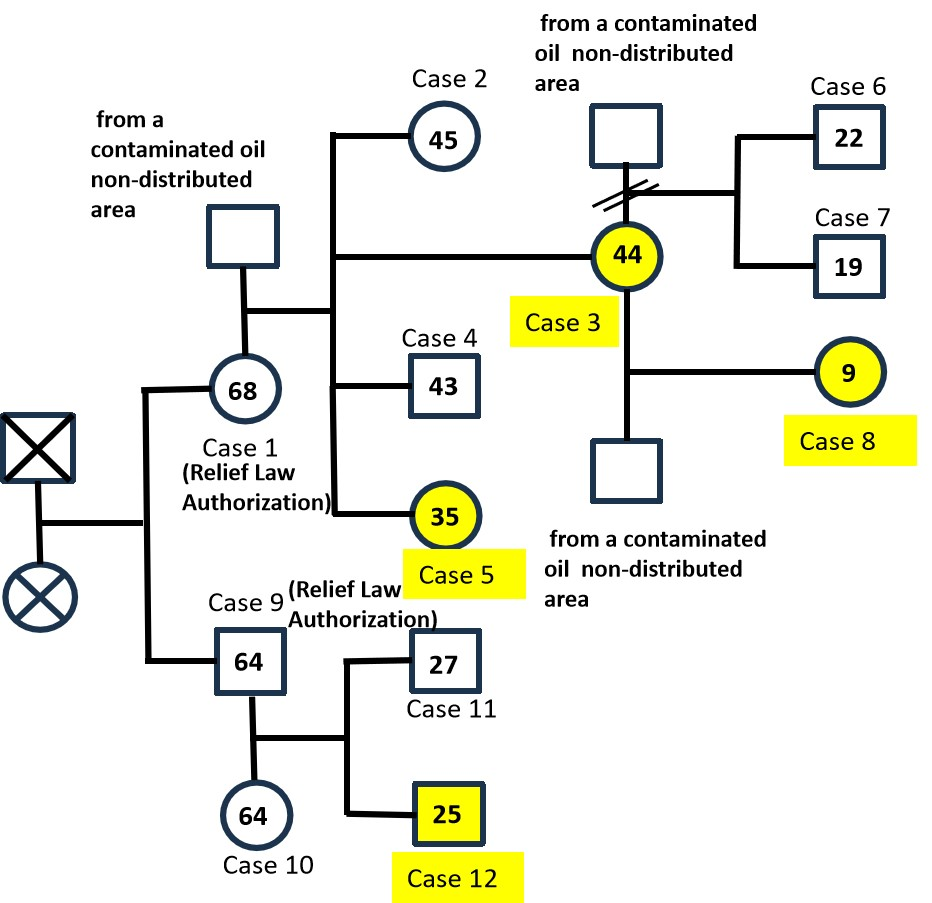 from a contaminated
oil  non-distributed
area
Case 2
45
Case 6
22
from a
contaminated oil
non-distributed
area
Case 7
19
44
Case 3
Case 4
43
9
Case 8
68
Case 1
(Relief Law
Authorization)
35
Case 5
from a contaminated
oil  non-distributed
area
Case 9
(Relief Law
Authorization)
64
27
Case 11
64
Case 10
25
Case 12